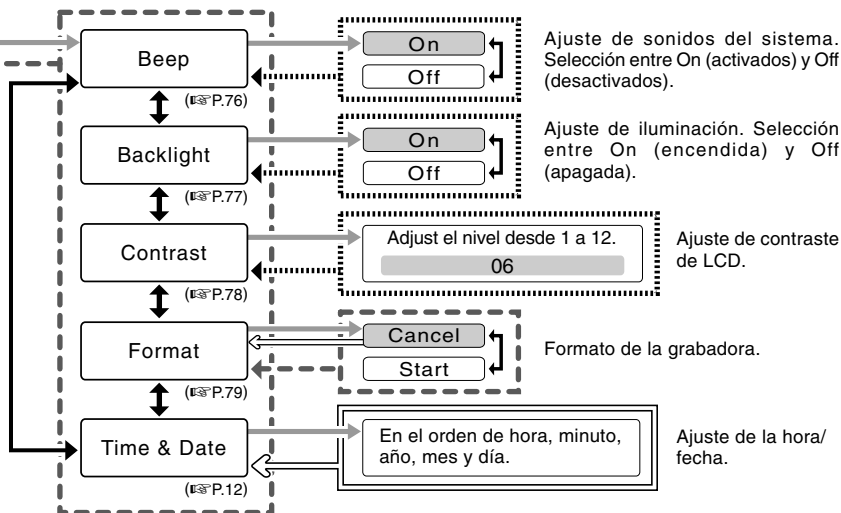 Beep
(☞P.76)
On
Off
Ajuste de sonidos del sistema.
Selección entre On (activados) y Off
(desactivados).
Backlight
(☞P.77)
On
Off
Ajuste de iluminación. Selección
entre On (encendida) y Off
(apagada).
Contrast
(☞P.78)
Adjust el nivel desde 1 a 12.
06
Ajuste de contraste
de LCD.
Format
(☞P.79)
Cancel
Start
Formato de la grabadora.
Time & Date
(☞P.12)
En el orden de hora, minuto,
año, mes y día.
Ajuste de la hora/
fecha.